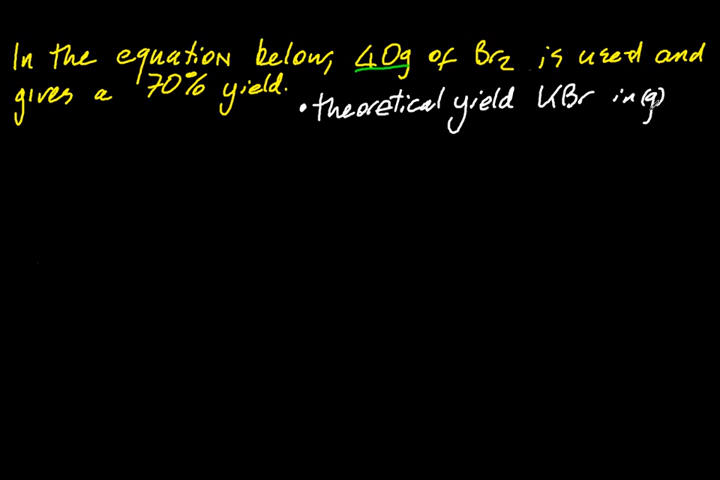 In the equation below, 40g of Br2 is used and
gives a 70% yield.
• theoretical yield KBr in (g)